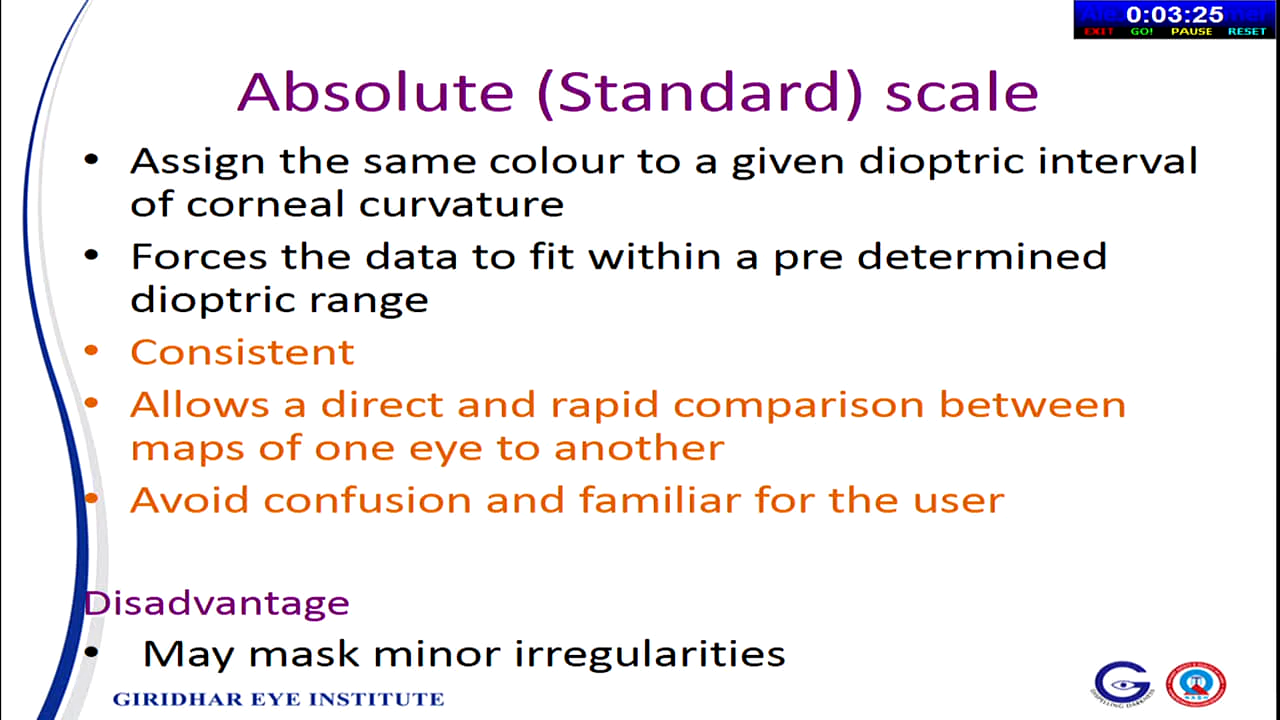 0:03:25
EXIT GO! PAUSE RESET
Absolute (Standard) scale
• Assign the same colour to a given dioptric interval
of corneal curvature
• Forces the data to fit within a pre determined
dioptric range
• Consistent
• Allows a direct and rapid comparison between
maps of one eye to another
• Avoid confusion and familiar for the user
Disadvantage
• May mask minor irregularities
GIRIDHAR EYE INSTITUTE